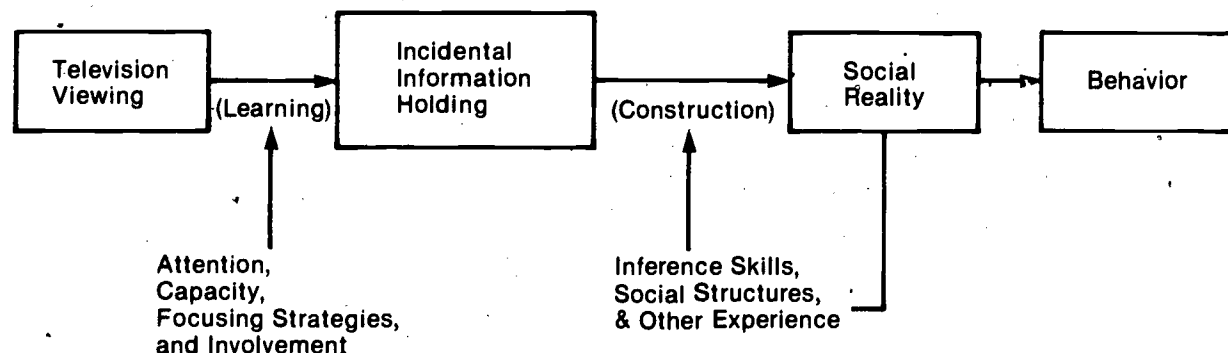 Television
Viewing
(Learning)
Incidental
Information
Holding
(Construction)
Social
Reality
Behavior
Attention,
Capacity,
Focusing Strategies,
and Involvement
Inference Skills,
Social Structures,
& Other Experience